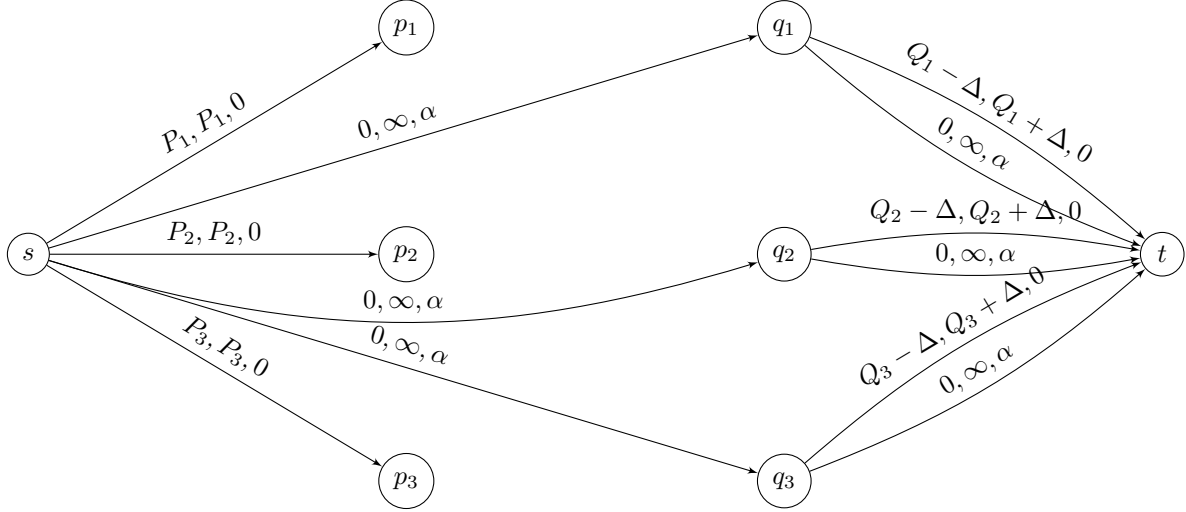 p₁
q₁
P₁, P₁, 0
0, ∞, α
Q₁ − Δ, Q₁ + Δ, 0
0, ∞, α
s
P₂, P₂, 0
p₂
q₂
Q₂ − Δ, Q₂ + Δ, 0
0, ∞, α
t
0, ∞, α
0, ∞, α
P₃, P₃, 0
Q₃ − Δ, Q₃ + Δ, 0
0, ∞, α
p₃
q₃